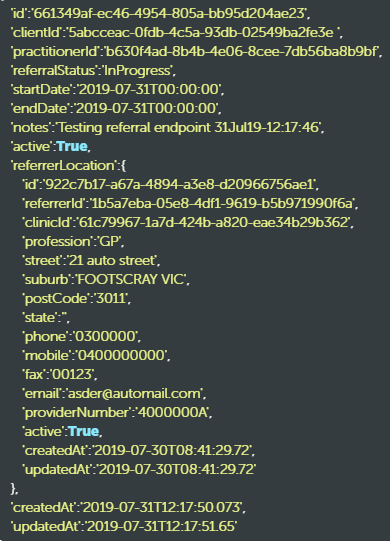 'id':'661349af-ec46-4954-805a-bb95d204ae23',
'clientId':'5abcceac-0fdb-4c5a-93db-02549ba2fe3e ',
'practitionerId':'b630f4ad-8b4b-4e06-8cee-7db56ba8b9bf',
'referralStatus':'InProgress',
'startDate':'2019-07-31T00:00:00',
'endDate':'2019-07-31T00:00:00',
'notes':'Testing referral endpoint 31Jul19-12:17:46',
'active':True,
'referrerLocation':{
'id':'922c7b17-a67a-4894-a3e8-d20966756ae1',
'referrerId':'1b5a7eba-05e8-4df1-9619-b5b971990f6a',
'clinicId':'61c79967-1a7d-424b-a820-eae34b29b362',
'profession':'GP',
'street':'21 auto street',
'suburb':'FOOTSCRAY VIC',
'postCode':'3011',
'state':'',
'phone':'0300000',
'mobile':'0400000000',
'fax':'00123',
'email':'asder@automail.com',
'providerNumber':'4000000A',
'active':True,
'createdAt':'2019-07-30T08:41:29.72',
'updatedAt':'2019-07-30T08:41:29.72'
},
'createdAt':'2019-07-31T12:17:50.073',
'updatedAt':'2019-07-31T12:17:51.65'